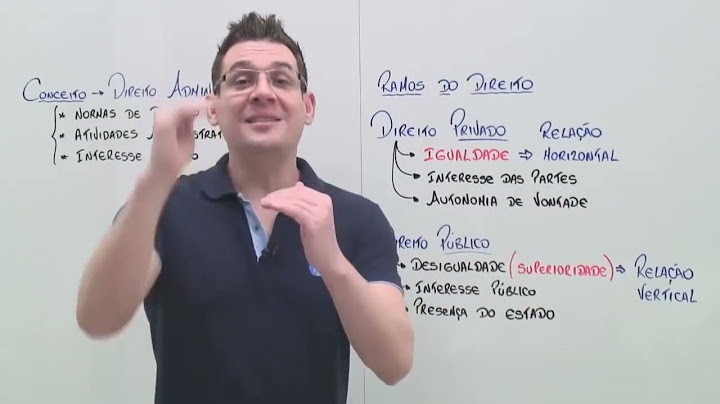 CONCEITO → DIREITO ADMIN
* NORMAS DE
* ATIVIDADES
* INTERESSE
RAMOS DO DIREITO
DIREITO PRIVADO RELAÇÃO
IGUALDADE ⇒ HORIZONTAL
INTERESSE DAS PARTES
AUTONOMIA DE VONTADE
PÚBLICO
DESIGUALDADE (SUPERIORIDADE) ⇒ RELAÇÃO
VERTICAL
INTERESSE PÚBLICO
PRESENÇA DO ESTADO